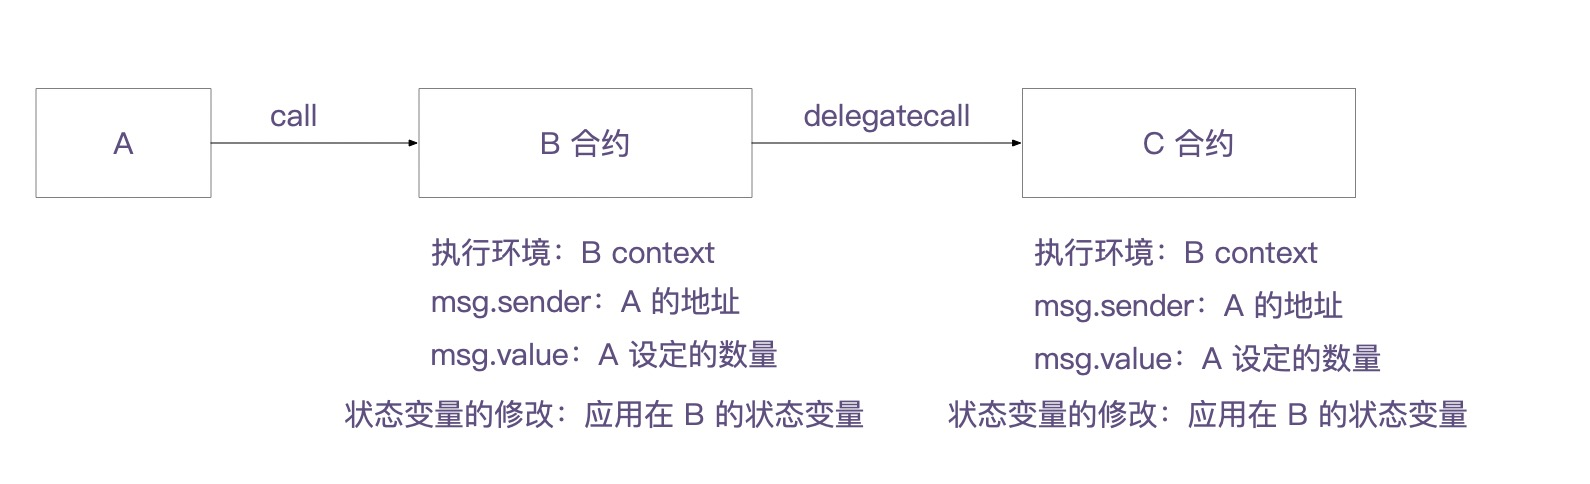 A
call
B 合约
delegatecall
C 合约
执行环境：B context
msg.sender：A 的地址
msg.value：A 设定的数量
状态变量的修改：应用在 B 的状态变量
执行环境：B context
msg.sender：A 的地址
msg.value：A 设定的数量
状态变量的修改：应用在 B 的状态变量